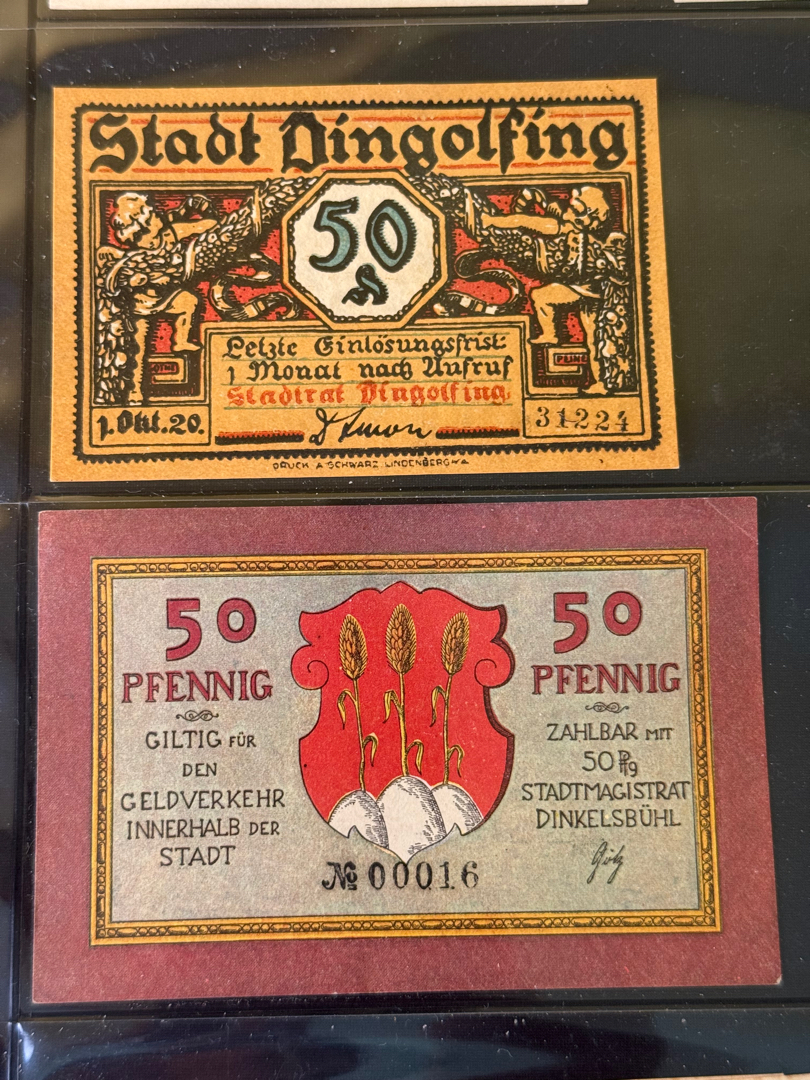 Stadt Dingolfing
50
₰
Letzte Einlösungsfrist:
1 Monat nach Aufruf
Stadtrat Dingolfing
1. Okt. 20.
31224
DRUCK A. SCHWARZ LINDENBERG
50
PFENNIG
GILTIG FÜR
DEN
GELDVERKEHR
INNERHALB DER
STADT
№ 00016
50
PFENNIG
ZAHLBAR MIT
50 Pfg
STADTMAGISTRAT
DINKELSBÜHL
Götz